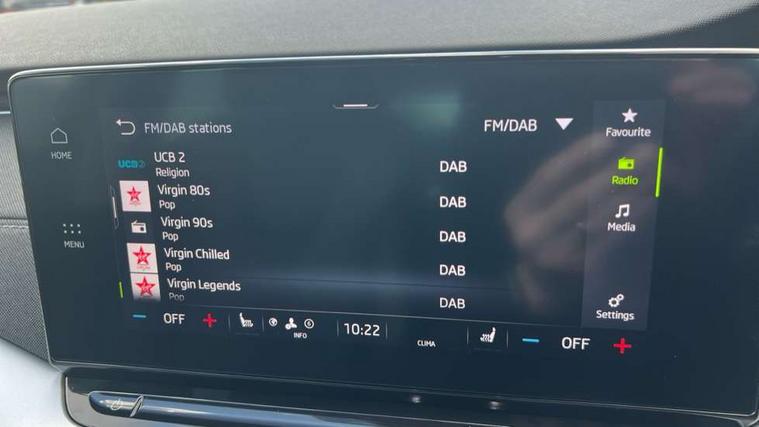 FM/DAB stations
FM/DAB
Favourite
HOME
UCB2 UCB 2 DAB
Religion
Radio
Virgin 80s DAB
Pop
Media
MENU
Virgin 90s DAB
Pop
Virgin Chilled DAB
Pop
Virgin Legends DAB
Pop
Settings
OFF
INFO
10:22
CLIMA
OFF